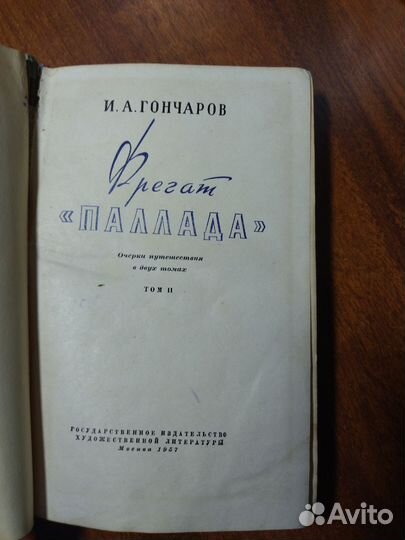 И. А. ГОНЧАРОВ
Фрегат
«ПАЛЛАДА»
Очерки путешествия
в двух томах
ТОМ II
ГОСУДАРСТВЕННОЕ ИЗДАТЕЛЬСТВО
ХУДОЖЕСТВЕННОЙ ЛИТЕРАТУРЫ
Москва 1957
Avito